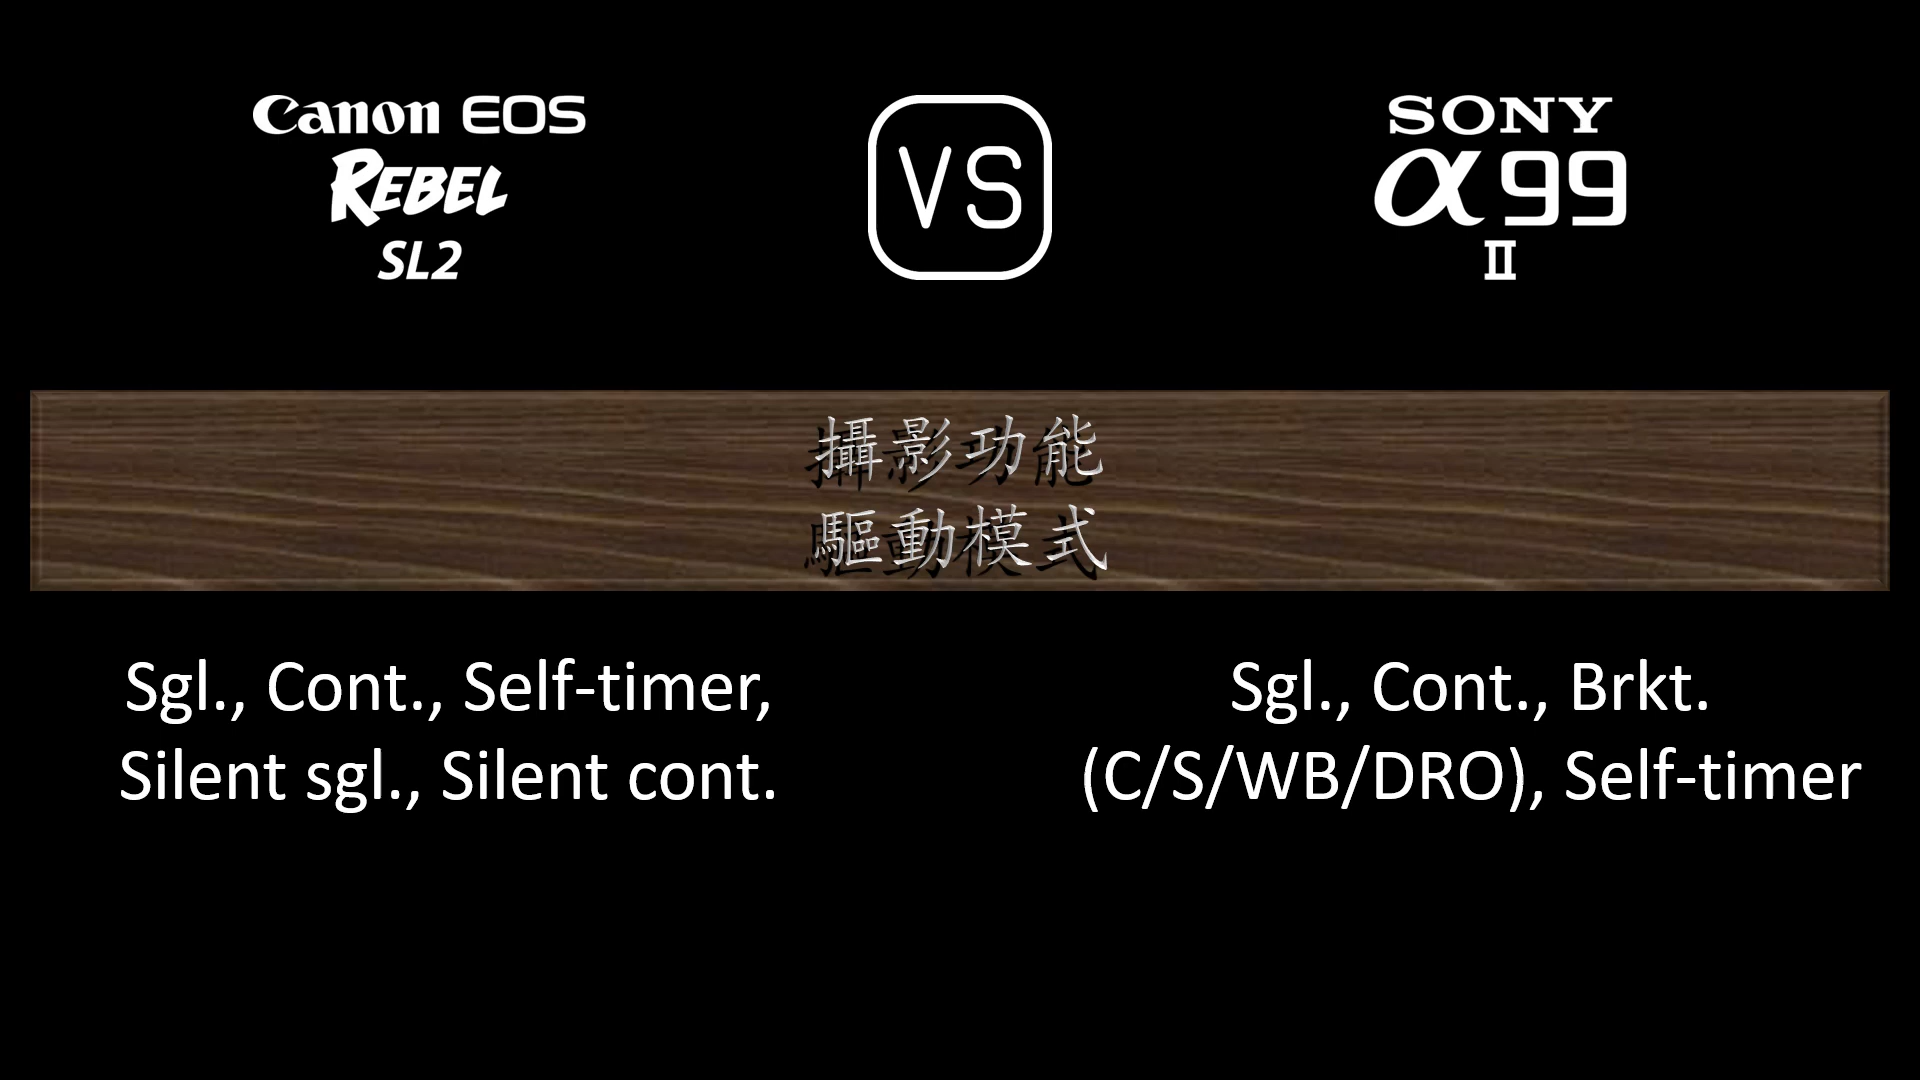 Canon EOS
REBEL
SL2
VS
SONY
α99
II
攝影功能
驅動模式
Sgl., Cont., Self-timer,
Silent sgl., Silent cont.
Sgl., Cont., Brkt.
(C/S/WB/DRO), Self-timer